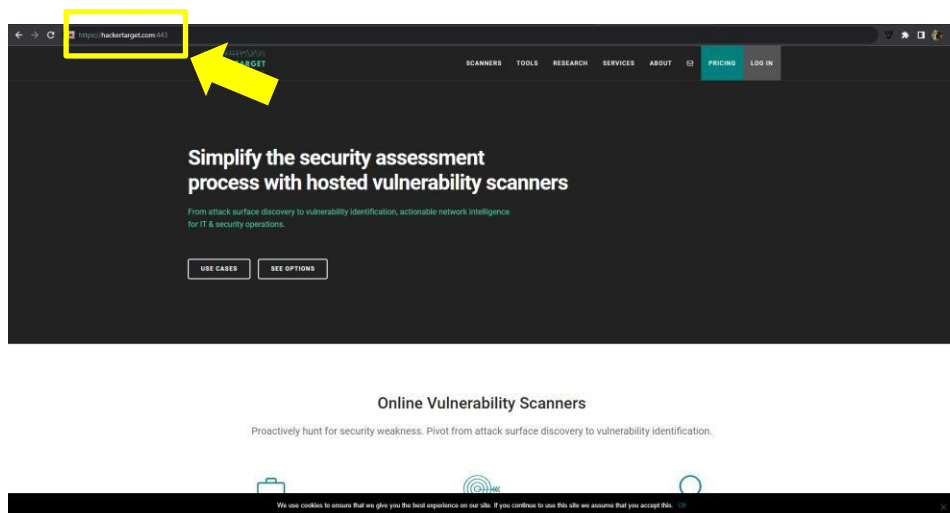 https://hackertarget.com:443
SCANNERS TOOLS RESEARCH SERVICES ABOUT PRICING LOG IN
Simplify the security assessment
process with hosted vulnerability scanners
From attack surface discovery to vulnerability identification, actionable network intelligence
for IT & security operations.
USE CASES SEE OPTIONS
Online Vulnerability Scanners
Proactively hunt for security weakness. Pivot from attack surface discovery to vulnerability identification.
We use cookies to ensure that we give you the best experience on our site. If you continue to use this site we assume that you accept this. Ok